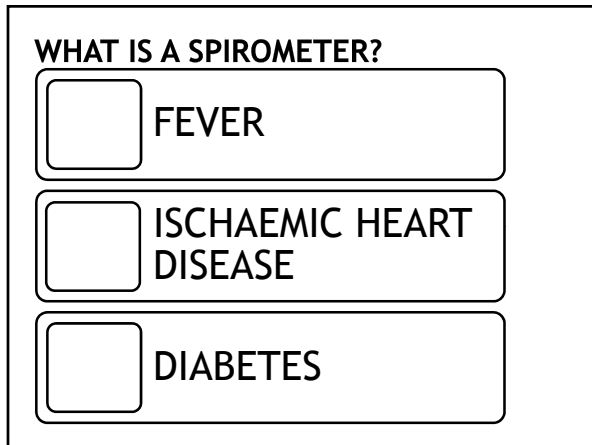 WHAT IS A SPIROMETER?
FEVER
ISCHAEMIC HEART
DISEASE
DIABETES